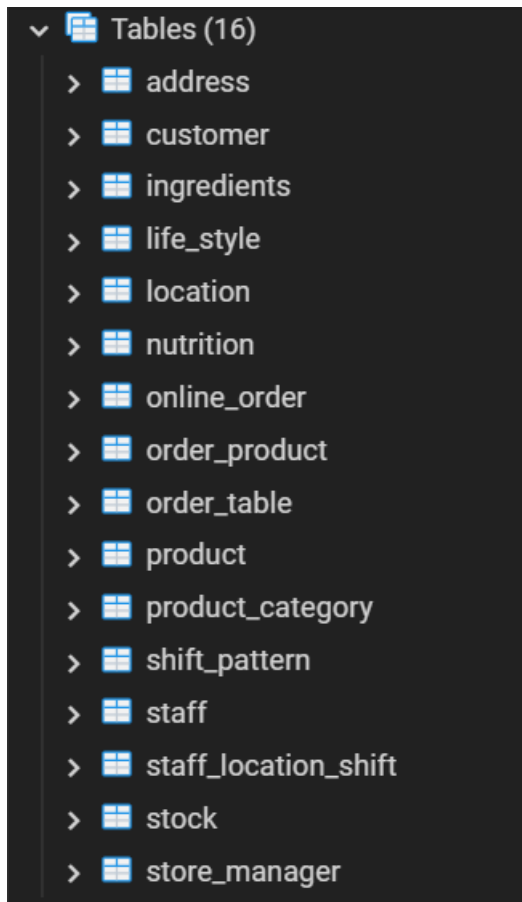 Tables (16)
address
customer
ingredients
life_style
location
nutrition
online_order
order_product
order_table
product
product_category
shift_pattern
staff
staff_location_shift
stock
store_manager